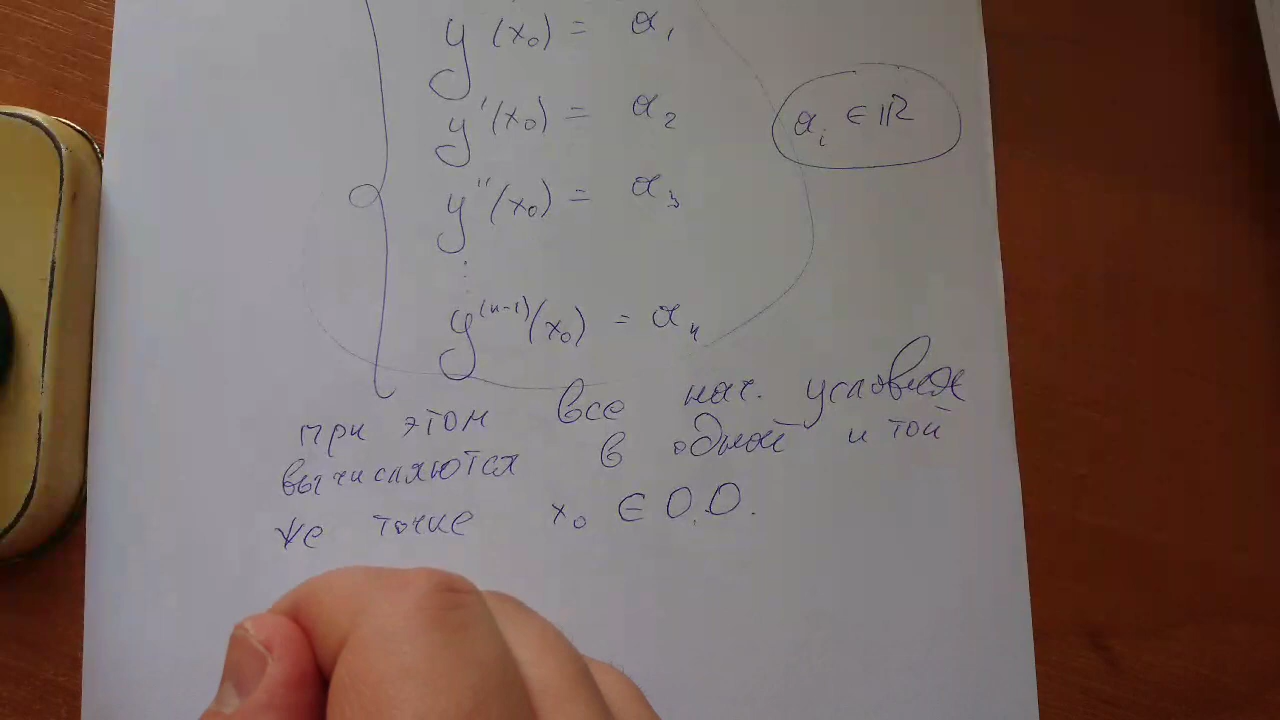 y(x₀) = α₁
y'(x₀) = α₂
αᵢ ∈ ℝ
y''(x₀) = α₃
⋮
y⁽ⁿ⁻¹⁾(x₀) = αₙ
при этом все нач. условия
вычисляются в одной и той
же точке x₀ ∈ О.О.